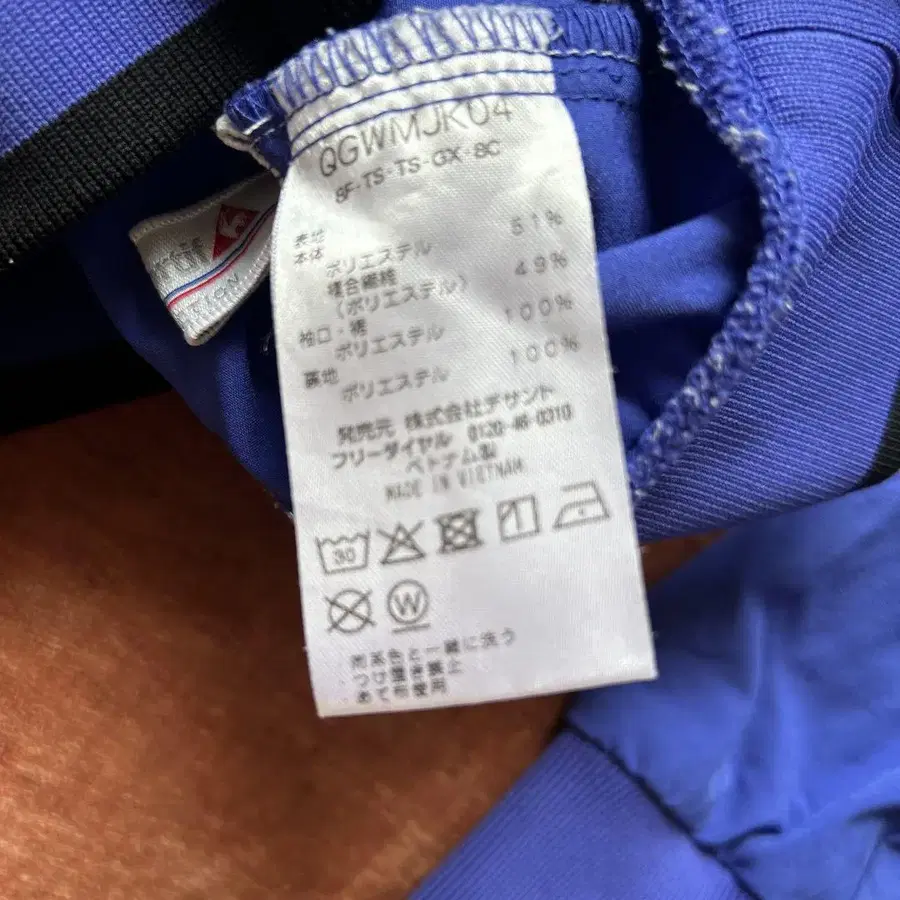 QGWMJK04
8F-TS-TS-GX-8C
表地
本体
ポリエステル 51%
複合繊維 49%
(ポリエステル)
袖口・裾
ポリエステル 100%
裏地
ポリエステル 100%
発売元 株式会社デサント
フリーダイヤル 0120-46-0310
ベトナム製
MADE IN VIETNAM
30
W
・同系色と一緒に洗う
・つけ置き禁止
・あて布使用